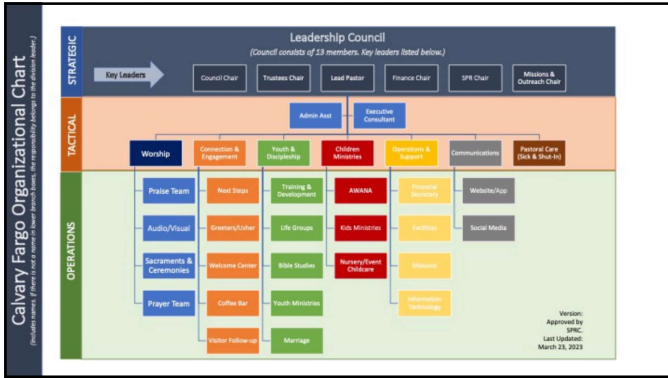 Calvary Fargo Organizational Chart
(Includes names. If there is not a name in lower branch boxes, the responsibility belongs to the division leader.)
STRATEGIC
Leadership Council
(Council consists of 13 members. Key leaders listed below.)
Key Leaders
Council Chair
Trustees Chair
Lead Pastor
Finance Chair
SPR Chair
Missions &
Outreach Chair
TACTICAL
Admin Asst
Executive
Consultant
Worship
Connection &
Engagement
Youth &
Discipleship
Children
Ministries
Operations &
Support
Communications
Pastoral Care
(Sick & Shut-In)
OPERATIONS
Praise Team
Next Steps
Training &
Development
AWANA
Financial
Secretary
Website/App
Audio/Visual
Greeters/Usher
Life Groups
Kids Ministries
Facilities
Social Media
Sacraments &
Ceremonies
Welcome Center
Bible Studies
Nursery/Event
Childcare
Prayer Team
Coffee Bar
Youth Ministries
Information
Technology
Visitor Follow-up
Marriage
Version:
Approved by
SPRC.
Last Updated:
March 23, 2023